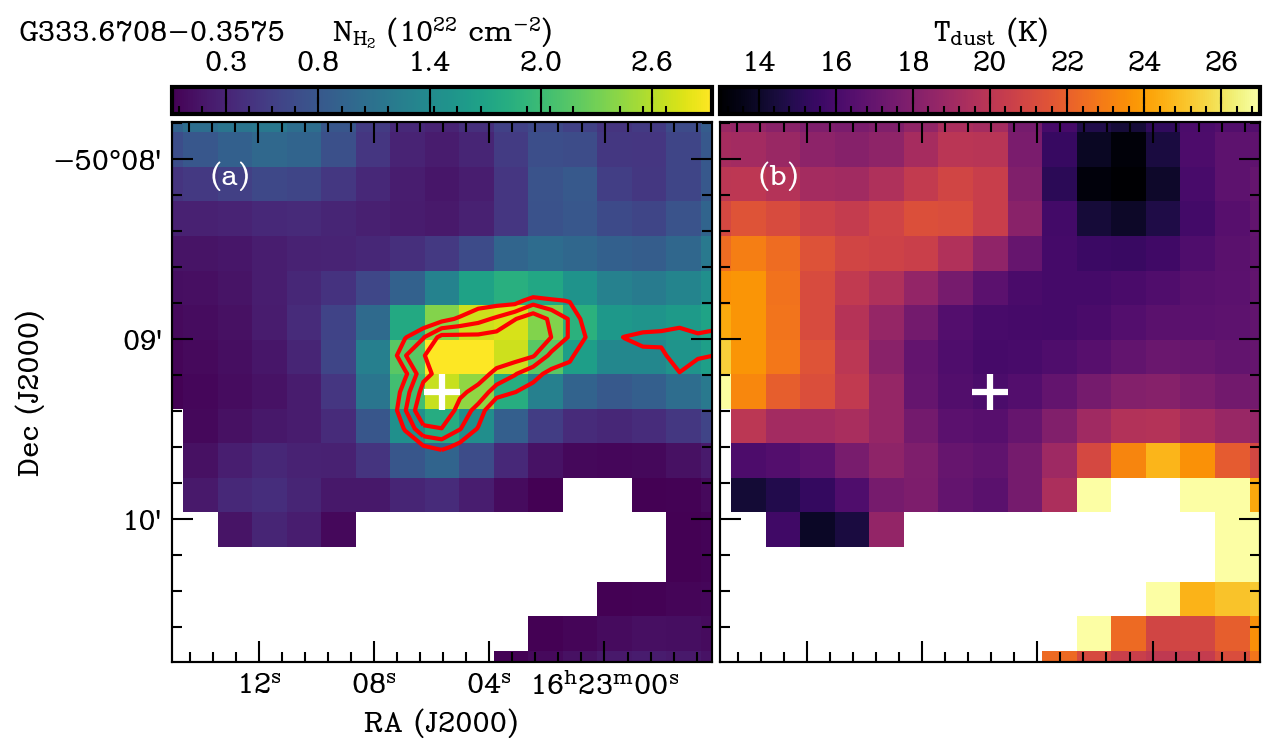 G333.6708−0.3575 N_H₂ (10²² cm⁻²) T_dust (K)
0.3 0.8 1.4 2.0 2.6 14 16 18 20 22 24 26
−50°08'
(a) (b)
09'
Dec (J2000)
10'
12ˢ 08ˢ 04ˢ 16ʰ23ᵐ00ˢ
RA (J2000)